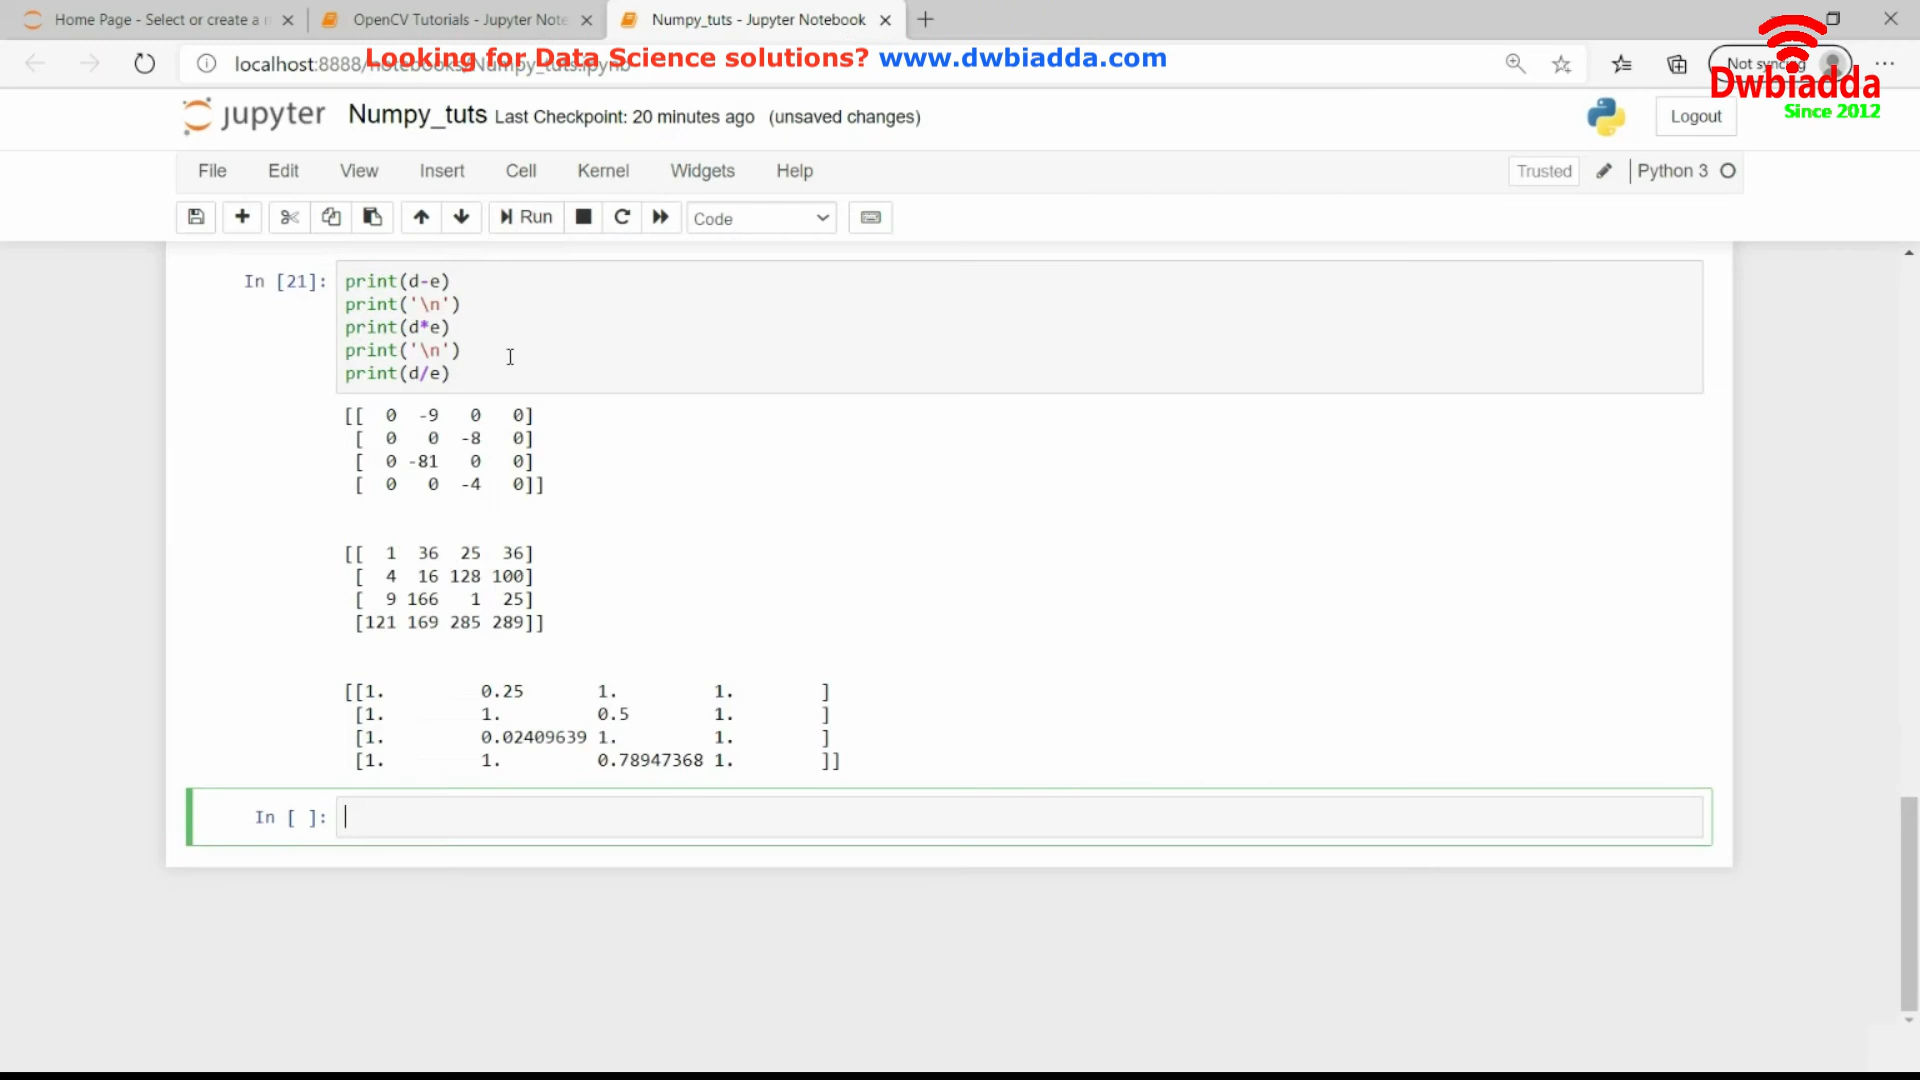 Home Page - Select or create a n
OpenCV Tutorials - Jupyter Note
Numpy_tuts - Jupyter Notebook
localhost:8888/notebooks/Numpy_tuts.ipynb
Looking for Data Science solutions? www.dwbiadda.com
Not syncing
Dwbiadda
Since 2012
jupyter Numpy_tuts Last Checkpoint: 20 minutes ago (unsaved changes)
Logout
File Edit View Insert Cell Kernel Widgets Help
Trusted Python 3
Run Code
In [21]: print(d-e)
print('\n')
print(d*e)
print('\n')
print(d/e)
[[ 0 -9 0 0]
[ 0 0 -8 0]
[ 0 -81 0 0]
[ 0 0 -4 0]]
[[ 1 36 25 36]
[ 4 16 128 100]
[ 9 166 1 25]
[121 169 285 289]]
[[1. 0.25 1. 1. ]
[1. 1. 0.5 1. ]
[1. 0.02409639 1. 1. ]
[1. 1. 0.78947368 1. ]]
In [ ]: